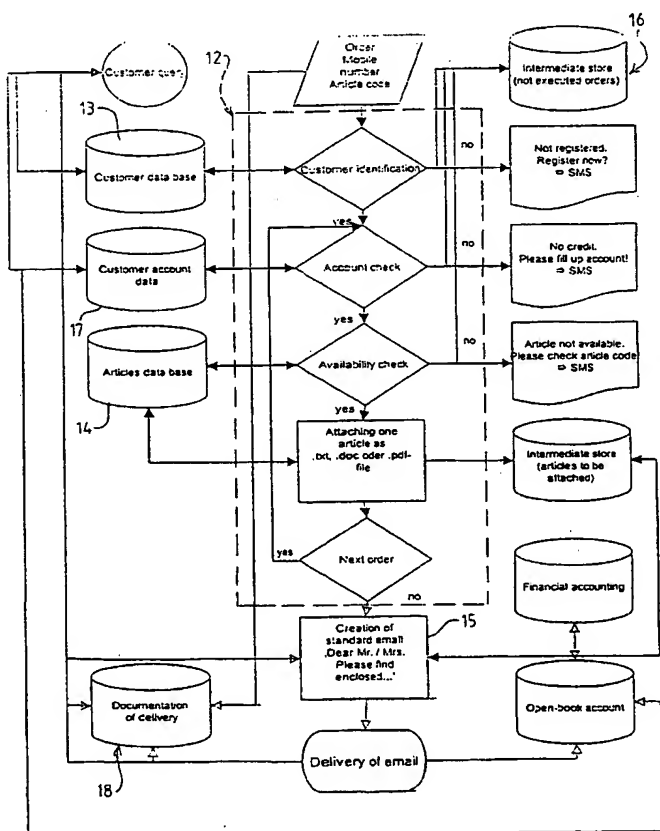 Customer query
12
Order
Mobile
number
Article code
16
Intermediate store
(not executed orders)
13
Customer data base
Customer identification
no
Not registered.
Register now?
⇨ SMS
yes
Customer account
data
17
Account check
no
No credit.
Please fill up account!
⇨ SMS
yes
Articles data base
14
Availability check
no
Article not available.
Please check article code
⇨ SMS
yes
Attaching one
article as
.txt, .doc oder .pdf-
file
Intermediate store
(articles to be
attached)
yes
Next order
no
Financial accounting
15
Creation of
standard email
‚Dear Mr. / Mrs.
Please find
enclosed...'
Documentation
of delivery
18
Open-book account
Delivery of email